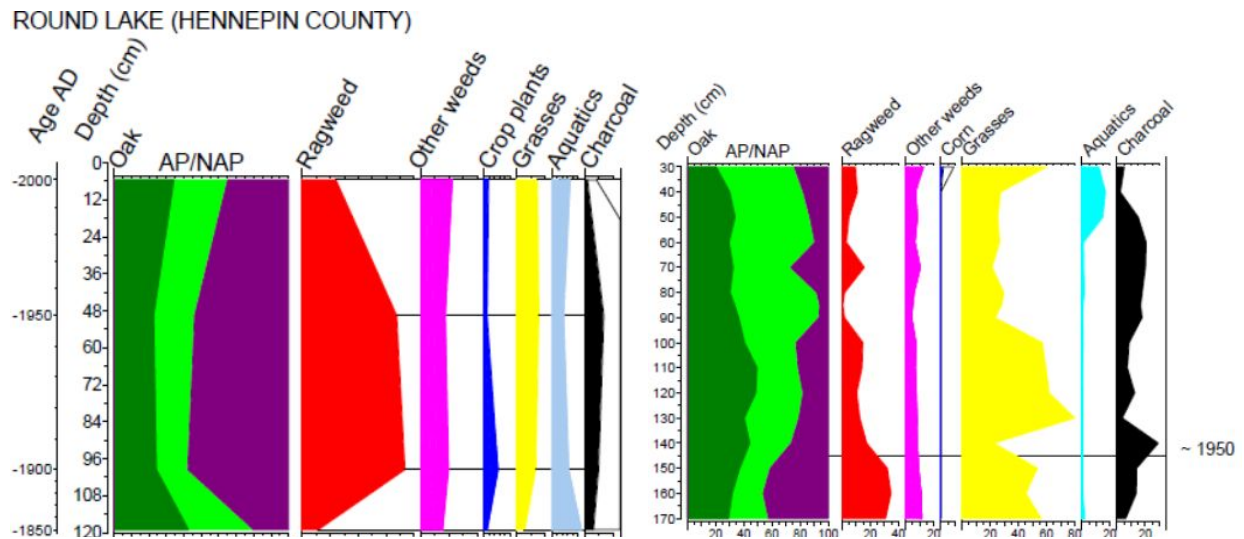 ROUND LAKE (HENNEPIN COUNTY)
Age AD
Depth (cm)
Oak
AP/NAP
Ragweed
Other weeds
Crop plants
Grasses
Aquatics
Charcoal
-2000
-1950
-1900
-1850
0
12
24
36
48
60
72
84
96
108
120
Depth (cm)
Oak
AP/NAP
Ragweed
Other weeds
Corn
Grasses
Aquatics
Charcoal
30
40
50
60
70
80
90
100
110
120
130
140
150
160
170
~ 1950
20 40 60 80 100 20 40 20 20 40 60 80 20 20